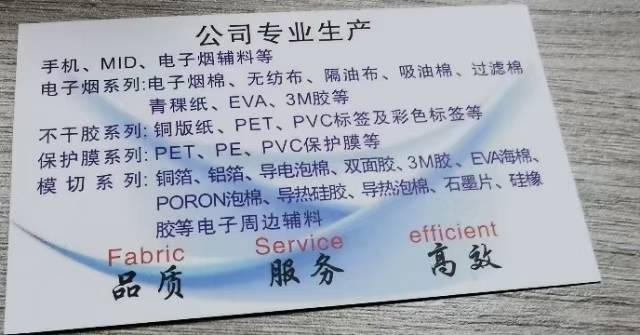 公司专业生产
手机、MID、电子烟辅料等
电子烟系列:电子烟棉、无纺布、隔油布、吸油棉、过滤棉
青稞纸、EVA、3M胶等
不干胶系列:铜版纸、PET、PVC标签及彩色标签等
保护膜系列:PET、PE、PVC保护膜等
模切系列:铜箔、铝箔、导电泡棉、双面胶、3M胶、EVA海棉、
PORON泡棉、导热硅胶、导热泡棉、石墨片、硅橡
胶等电子周边辅料
Fabric Service efficient
品质 服务 高效